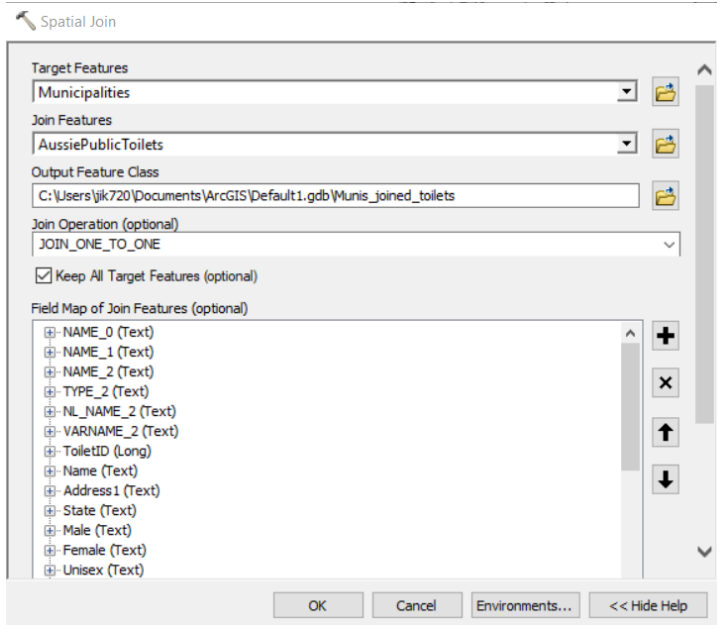 Spatial Join
Target Features
Municipalities
Join Features
AussiePublicToilets
Output Feature Class
C:\Users\jik720\Documents\ArcGIS\Default1.gdb\Munis_joined_toilets
Join Operation (optional)
JOIN_ONE_TO_ONE
Keep All Target Features (optional)
Field Map of Join Features (optional)
NAME_0 (Text)
NAME_1 (Text)
NAME_2 (Text)
TYPE_2 (Text)
NL_NAME_2 (Text)
VARNAME_2 (Text)
ToiletID (Long)
Name (Text)
Address1 (Text)
State (Text)
Male (Text)
Female (Text)
Unisex (Text)
OK Cancel Environments... << Hide Help